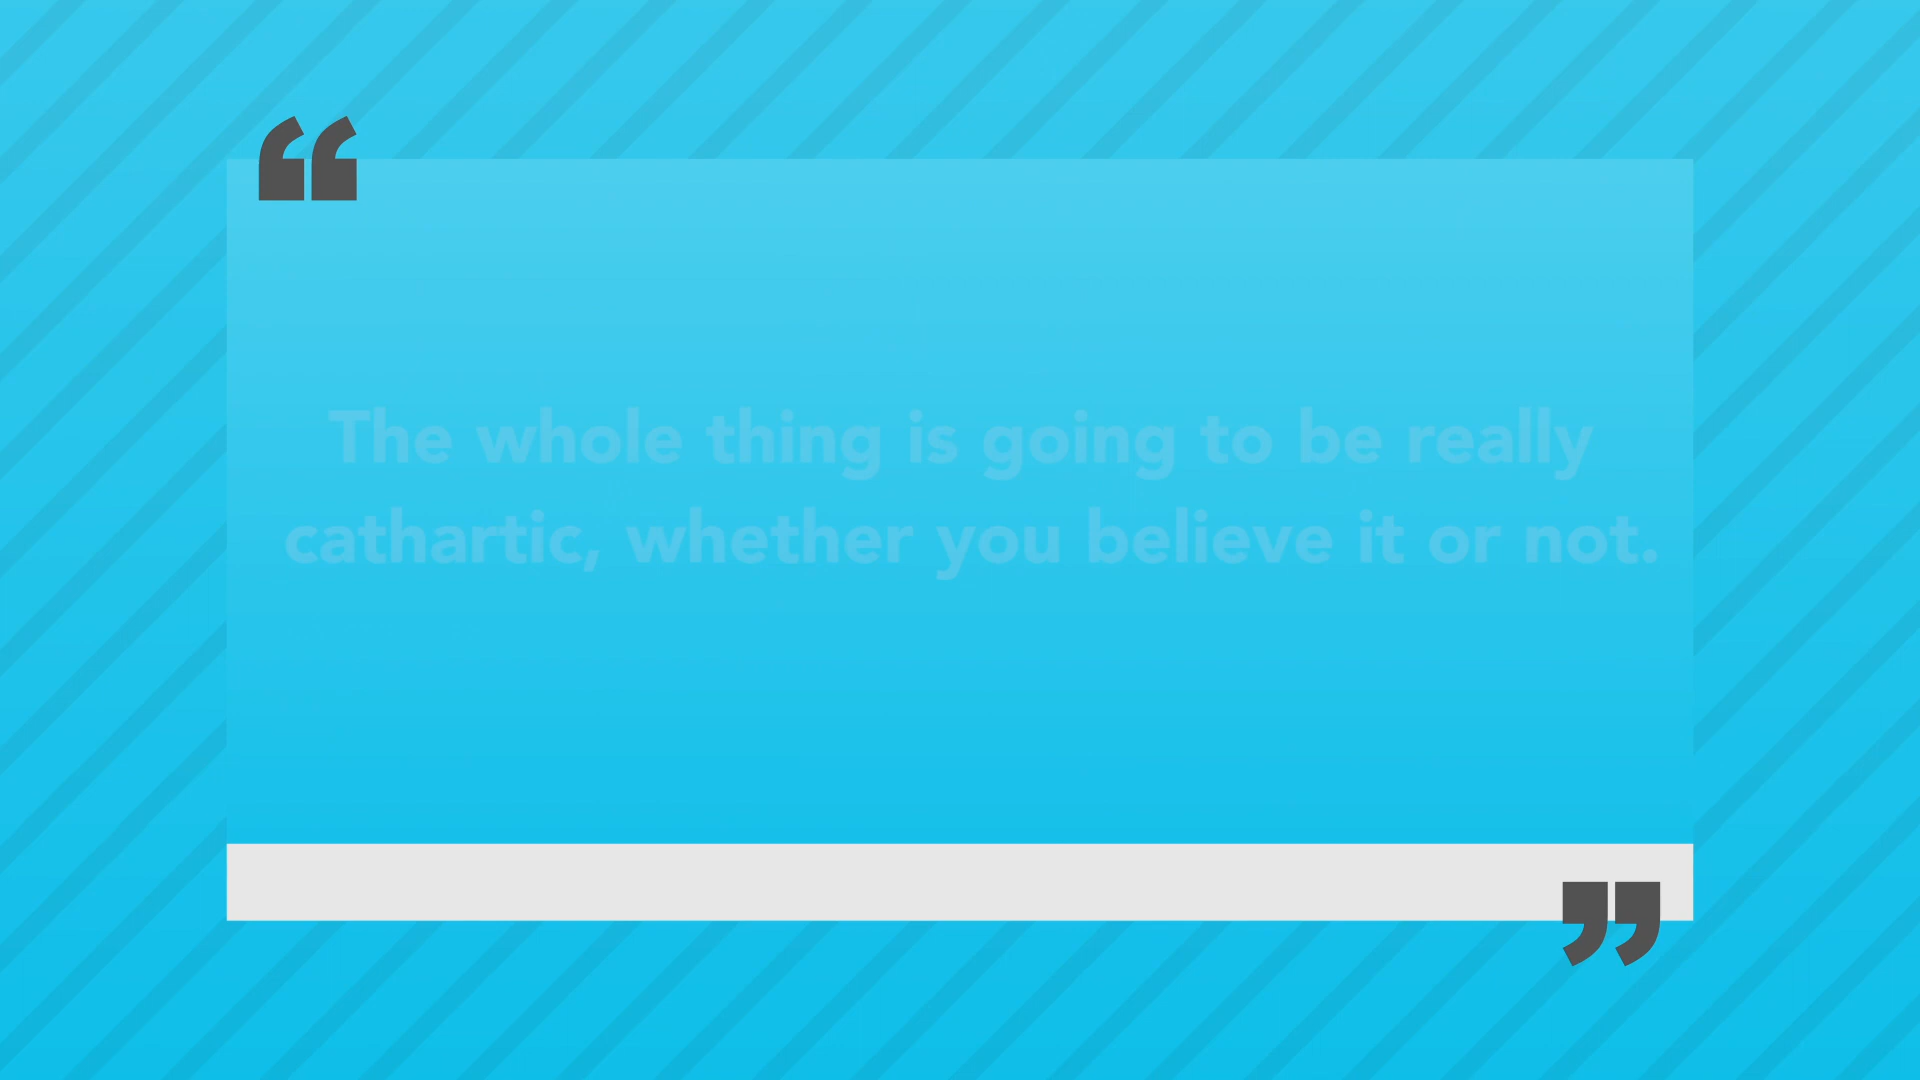 “
The whole thing is going to be really
cathartic, whether you believe it or not.
”